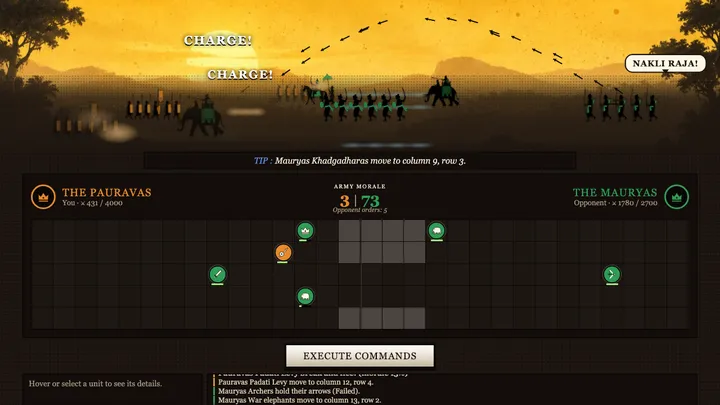 CHARGE!
NAKLI RAJA!
CHARGE!
TIP : Mauryas Khadgadharas move to column 9, row 3.
THE PAURAVAS
You · x 431 / 4000
ARMY MORALE
3 | 73
Opponent orders: 5
THE MAURYAS
Opponent · x 1780 / 2700
EXECUTE COMMANDS
Hover or select a unit to see its details.
Pauravas Padati Levy move to column 12, row 4.
Mauryas Archers hold their arrows (Failed).
Mauryas War elephants move to column 13, row 2.